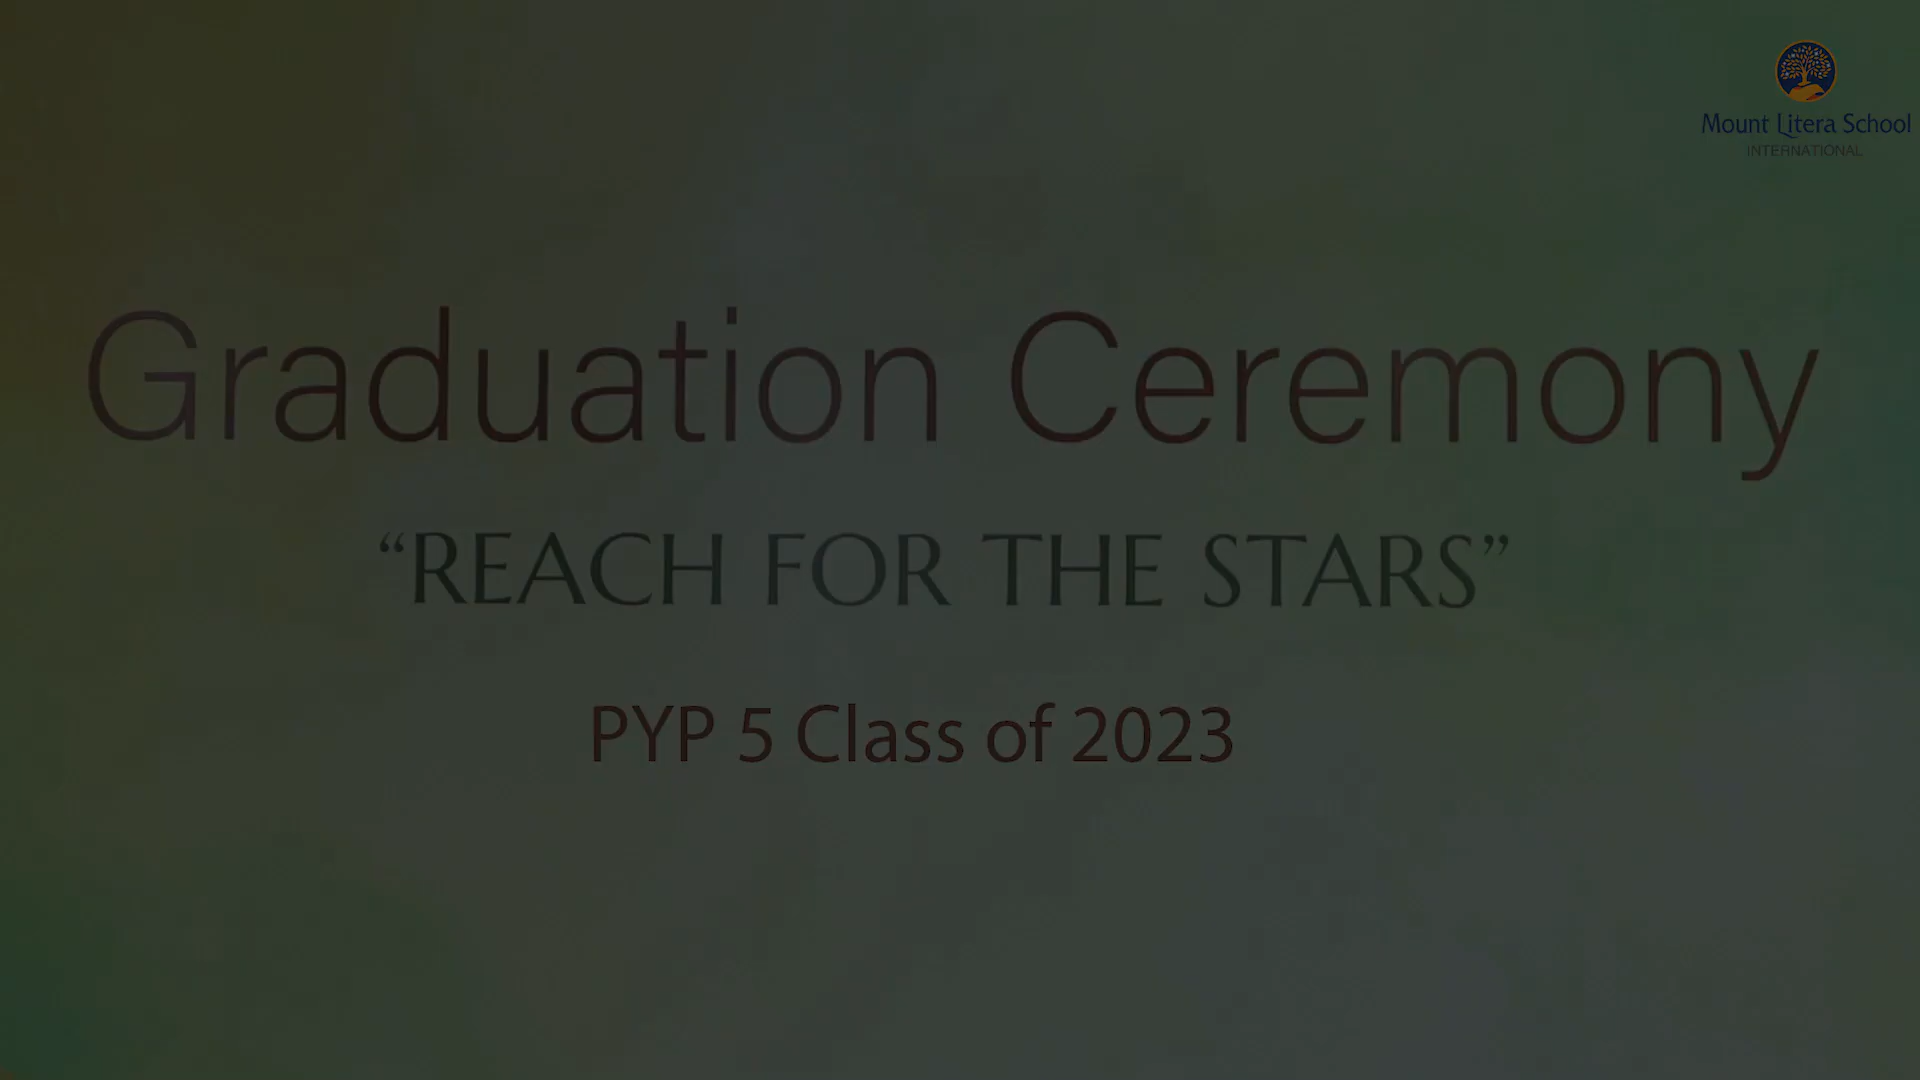 Mount Litera School
INTERNATIONAL
Graduation Ceremony
“REACH FOR THE STARS”
PYP 5 Class of 2023